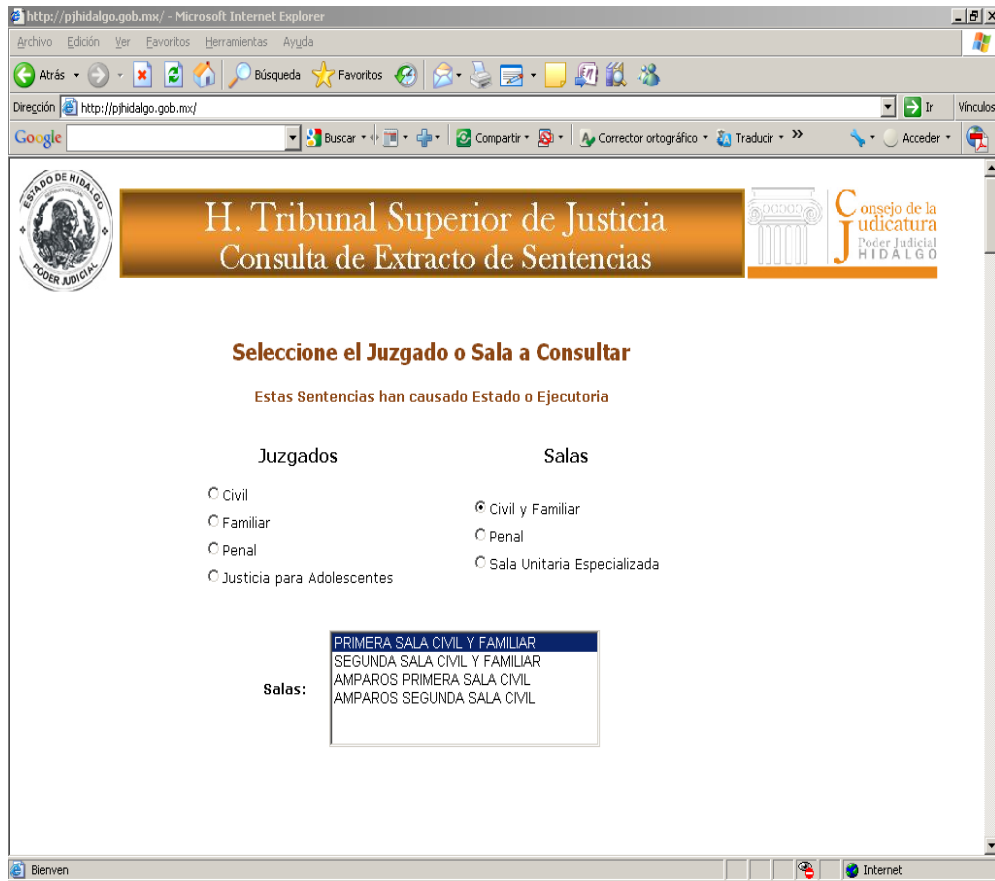 http://pjhidalgo.gob.mx/ - Microsoft Internet Explorer
Archivo Edición Ver Favoritos Herramientas Ayuda
Atrás Búsqueda Favoritos
Dirección http://pjhidalgo.gob.mx/ Ir Vínculos
Google Buscar Compartir Corrector ortográfico Traducir » Acceder
ESTADO DE HIDALGO
PODER JUDICIAL
H. Tribunal Superior de Justicia
Consulta de Extracto de Sentencias
Consejo de la
Judicatura
Poder Judicial
HIDALGO
Seleccione el Juzgado o Sala a Consultar
Estas Sentencias han causado Estado o Ejecutoria
Juzgados
Civil
Familiar
Penal
Justicia para Adolescentes
Salas
Civil y Familiar
Penal
Sala Unitaria Especializada
Salas:
PRIMERA SALA CIVIL Y FAMILIAR
SEGUNDA SALA CIVIL Y FAMILIAR
AMPAROS PRIMERA SALA CIVIL
AMPAROS SEGUNDA SALA CIVIL
Bienven Internet